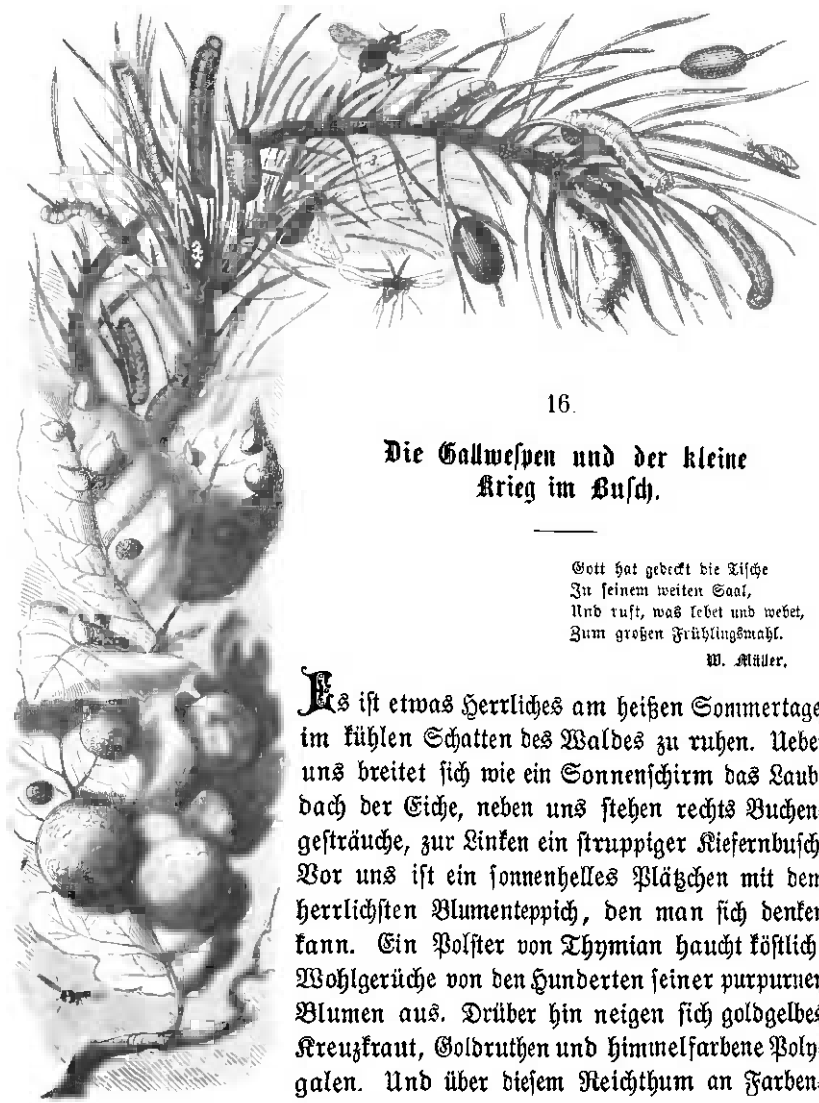 16.
Die Gallwespen und der kleine
Krieg im Busch.
Gott hat gedeckt die Tische
In seinem weiten Saal,
Und ruft, was lebet und webet,
Zum großen Frühlingsmahl.
W. Müller.
Es ist etwas Herrliches am heißen Sommertage
im kühlen Schatten des Waldes zu ruhen. Uebe
uns breitet sich wie ein Sonnenschirm das Laub
dach der Eiche, neben uns stehen rechts Buchen
gesträuche, zur Linken ein struppiger Kiefernbusch
Vor uns ist ein sonnenhelles Plätzchen mit dem
herrlichsten Blumenteppich, den man sich denken
kann. Ein Polster von Thymian haucht köstlich
Wohlgerüche von den Hunderten seiner purpurnen
Blumen aus. Drüber hin neigen sich goldgelbes
Kreuzkraut, Goldruthen und himmelfarbene Poly-
galen. Und über diesem Reichthum an Farben-